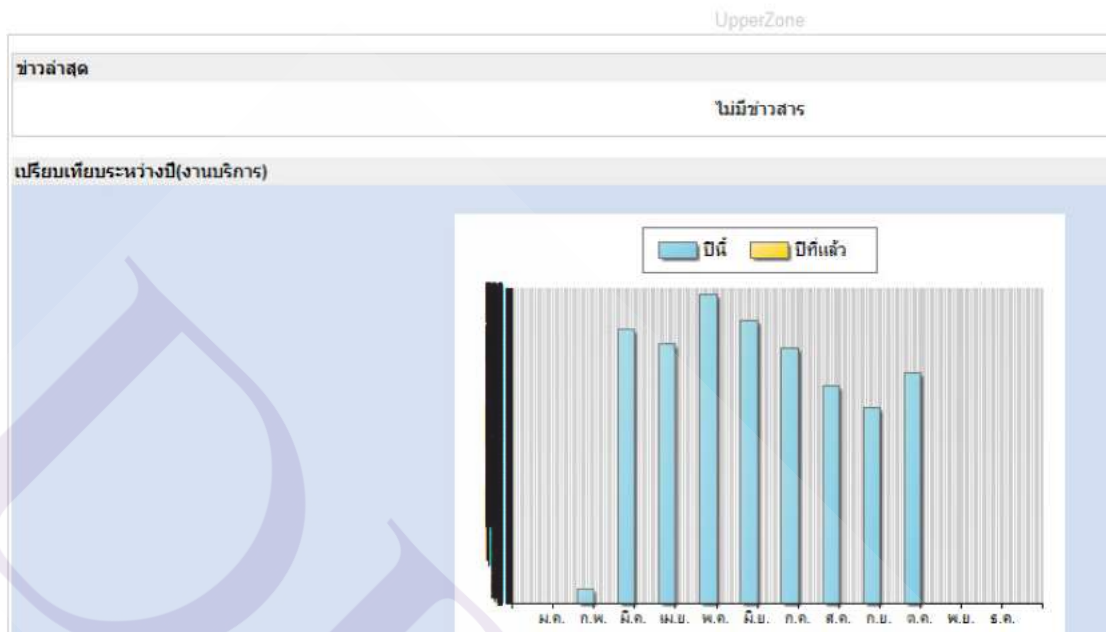 UpperZone
ข่าวล่าสุด
ไม่มีข่าวสาร
เปรียบเทียบระหว่างปี(งานบริการ)
ปีนี้ ปีที่แล้ว
ม.ค. ก.พ. มี.ค. เม.ย. พ.ค. มิ.ย. ก.ค. ส.ค. ก.ย. ต.ค. พ.ย. ธ.ค.